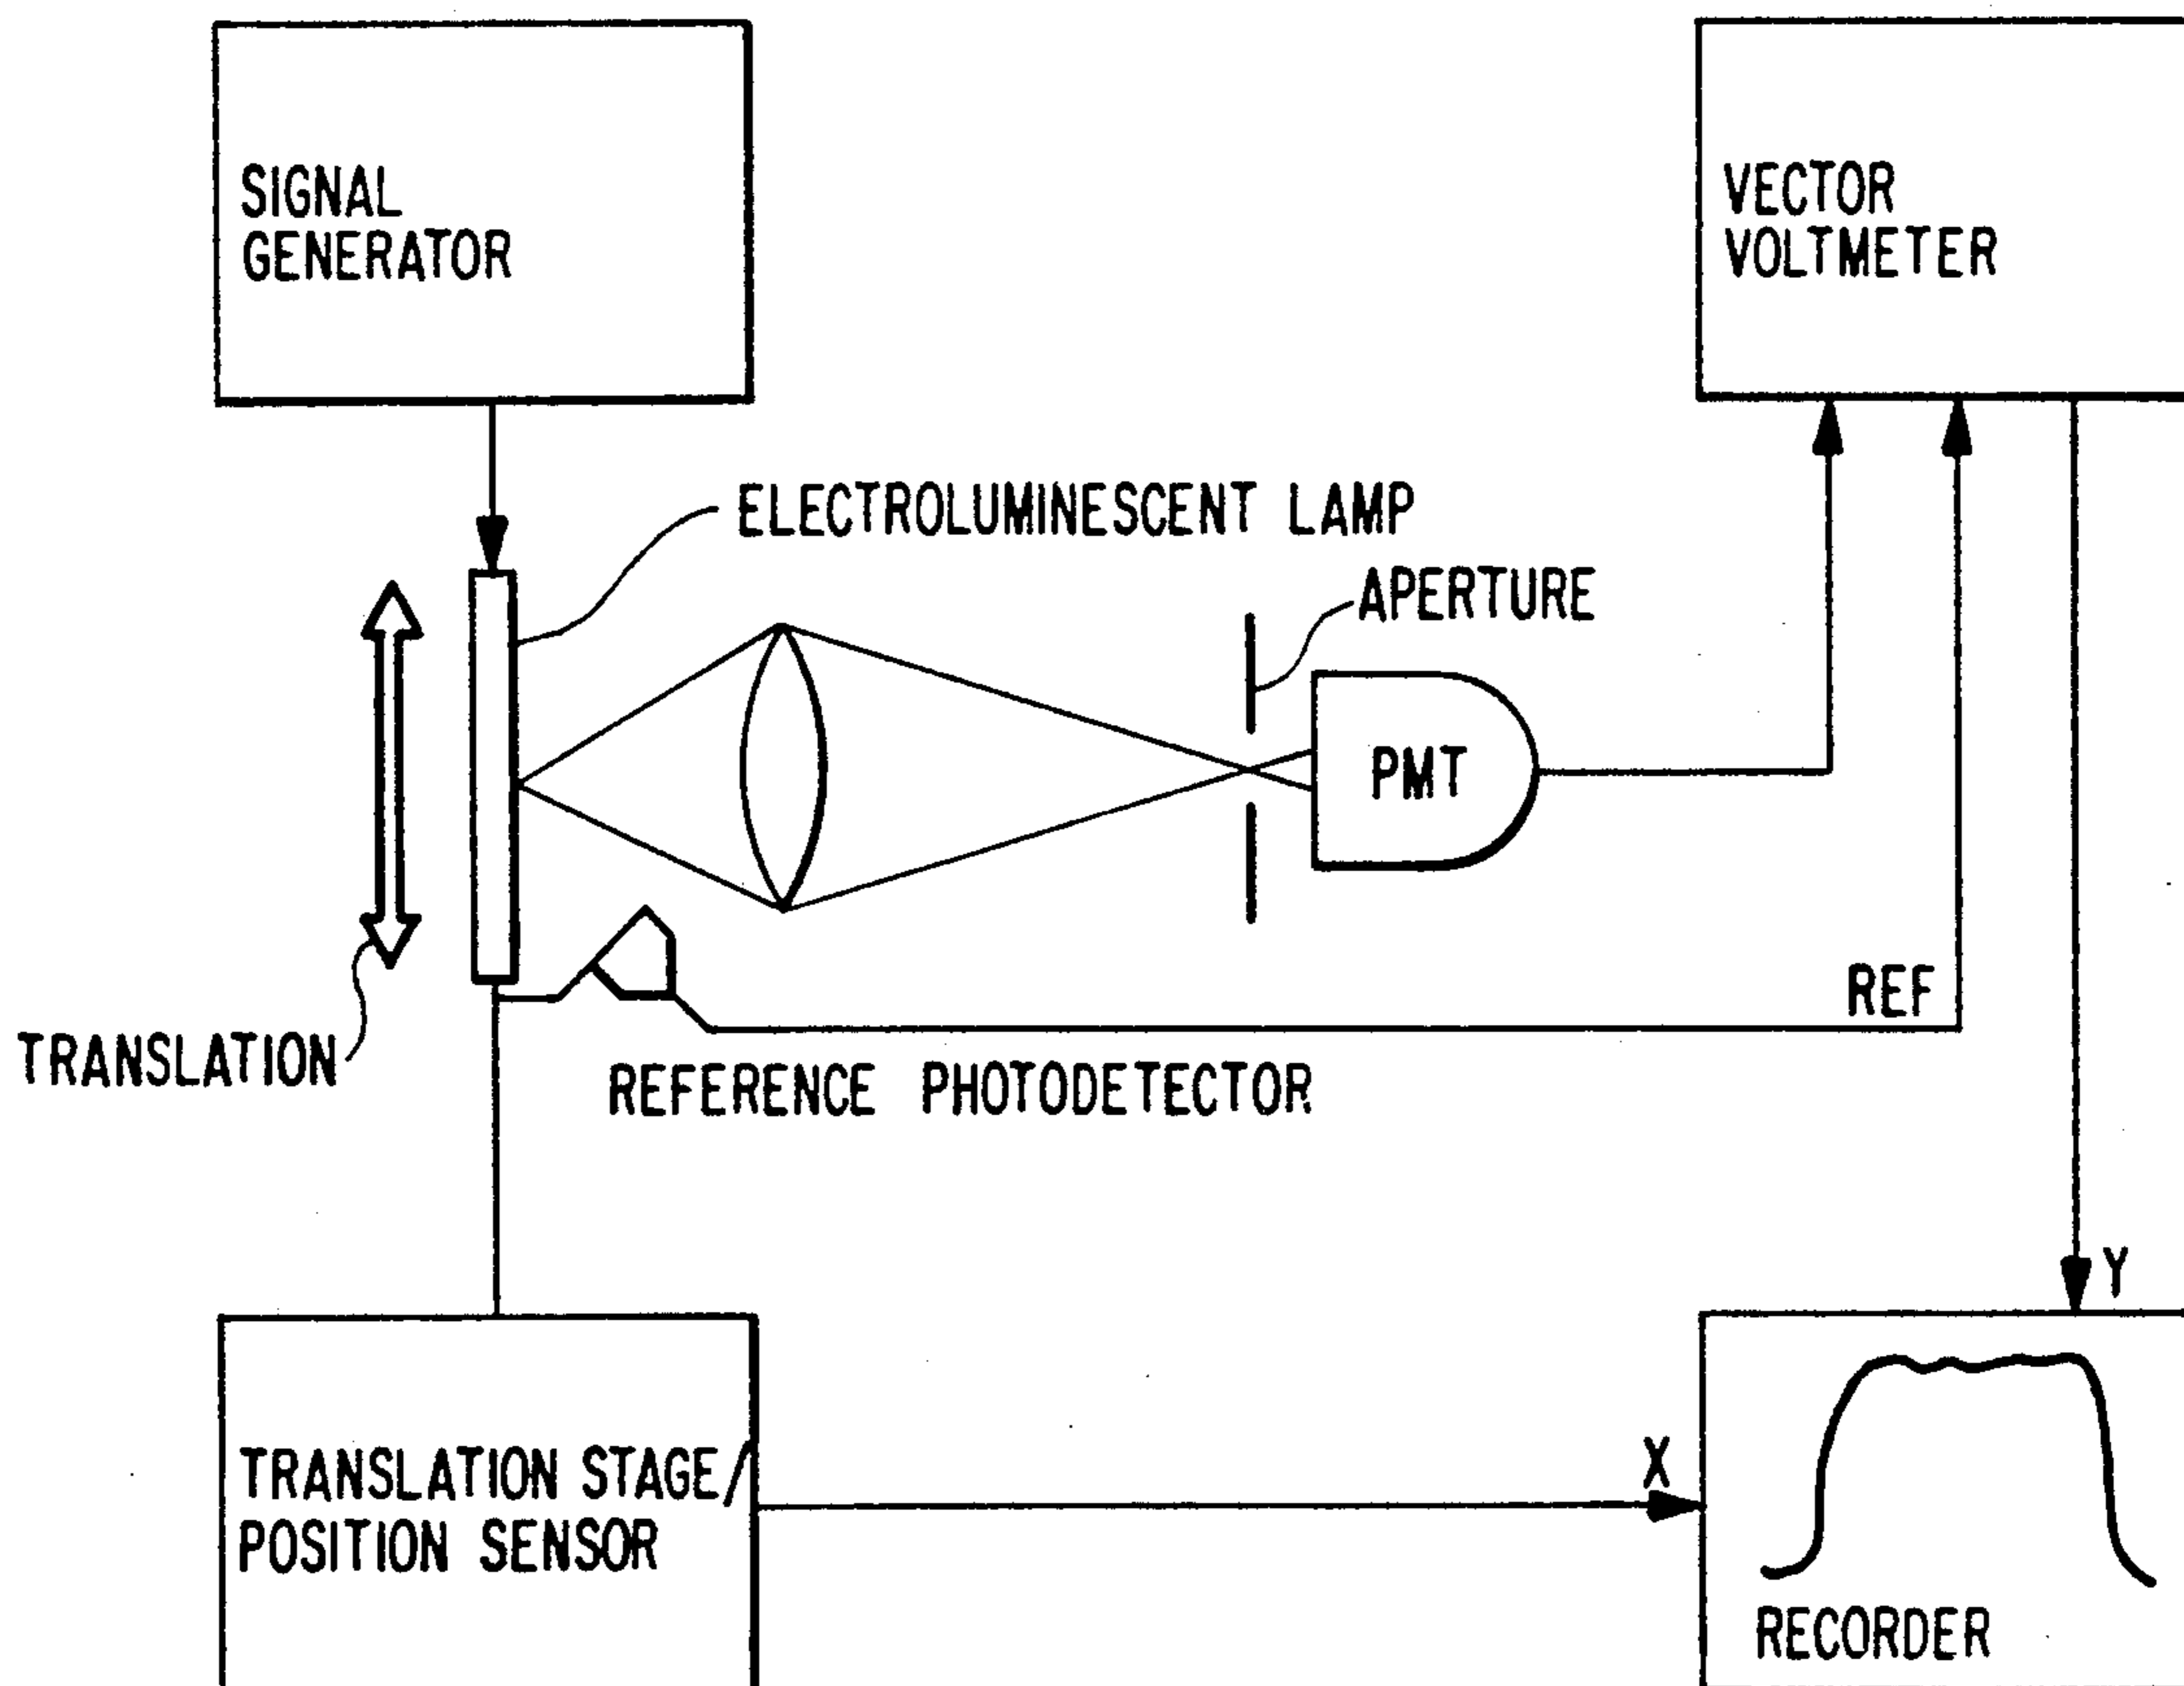 SIGNAL
GENERATOR
VECTOR
VOLTMETER
ELECTROLUMINESCENT LAMP
APERTURE
PMT
REF
TRANSLATION
REFERENCE PHOTODETECTOR
Y
TRANSLATION STAGE/
POSITION SENSOR
X
RECORDER